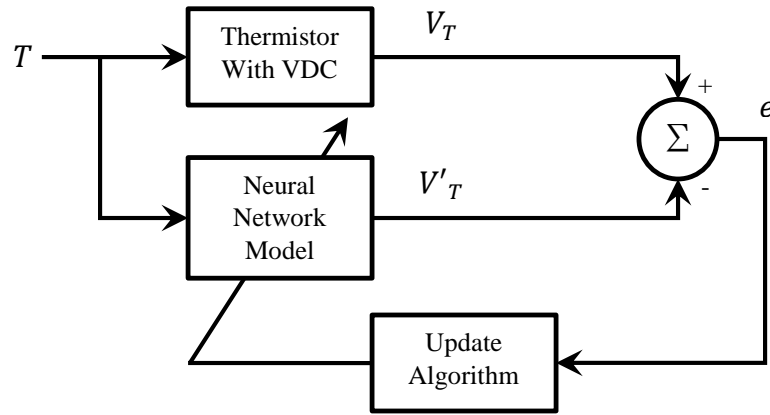 Thermistor
With VDC
T
V_T
+
e
Σ
Neural
Network
Model
V'_T
-
Update
Algorithm